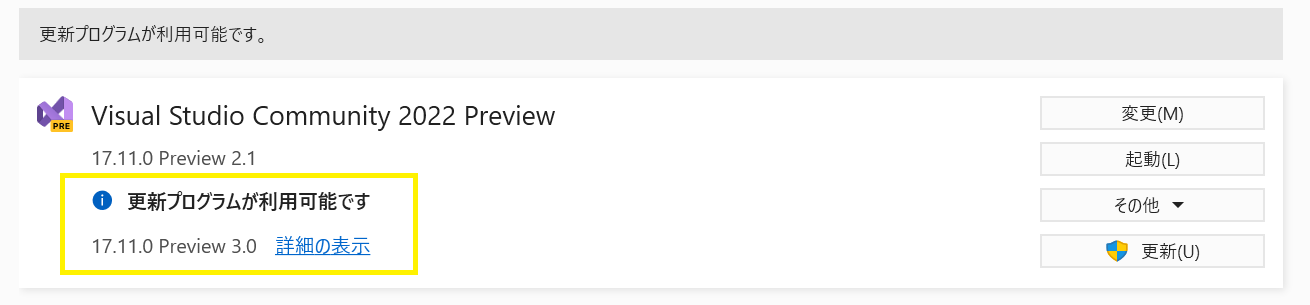 更新プログラムが利用可能です。
Visual Studio Community 2022 Preview
PRE
17.11.0 Preview 2.1
更新プログラムが利用可能です
17.11.0 Preview 3.0 詳細の表示
変更(M)
起動(L)
その他
更新(U)